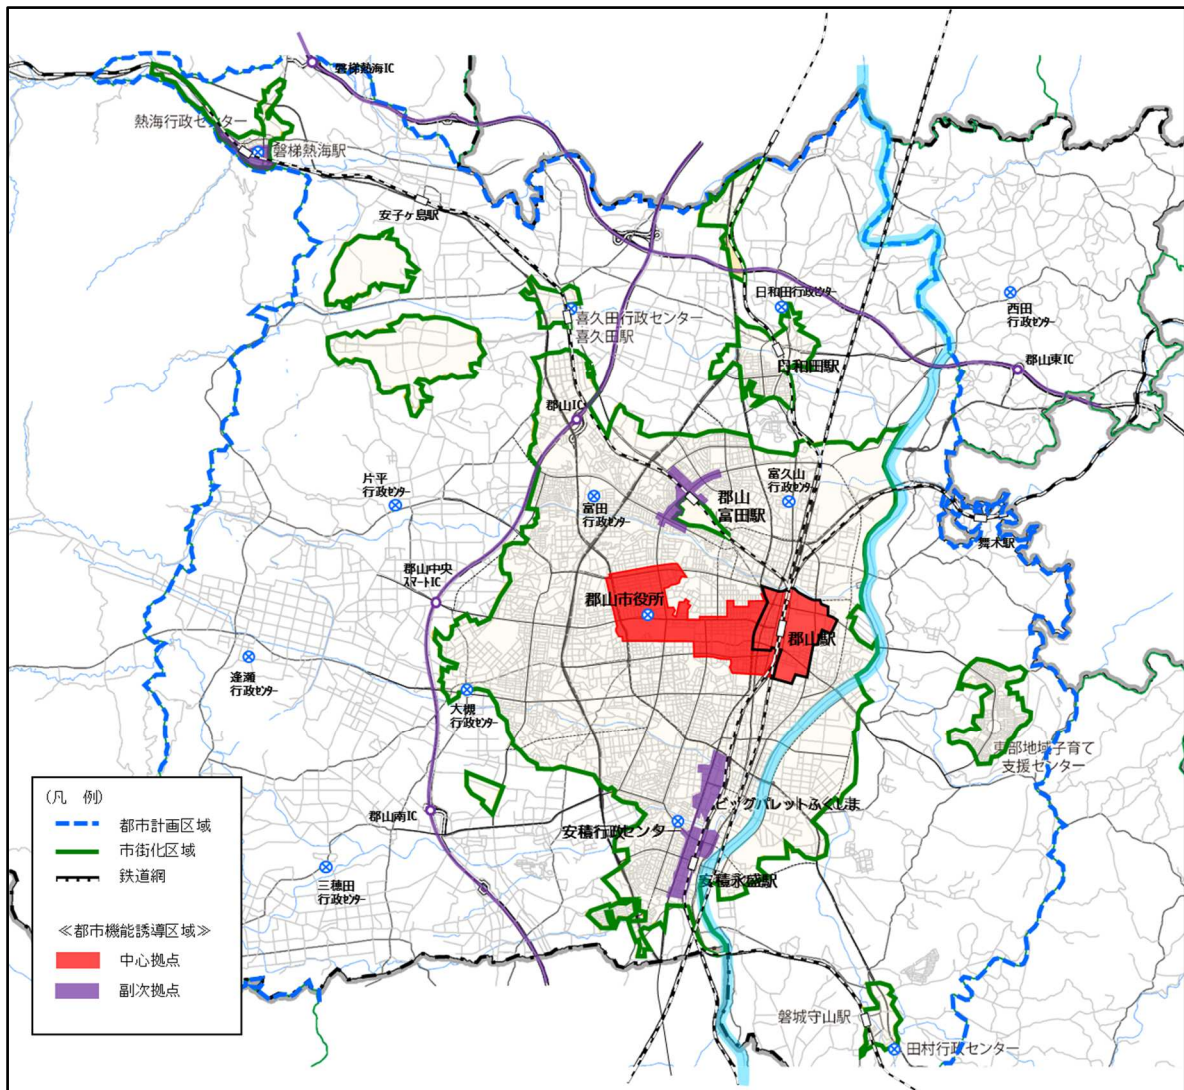 磐梯熱海IC
熱海行政センター
磐梯熱海駅
安子ヶ島駅
喜久田行政センター
喜久田駅
日和田行政センター
西田
行政センター
日和田駅
郡山東IC
郡山IC
片平
行政センター
富田
行政センター
郡山
富田駅
富久山
行政センター
舞木駅
郡山中央
スマートIC
郡山市役所
郡山駅
逢瀬
行政センター
大槻
行政センター
東部地域子育て
支援センター
(凡 例)
都市計画区域
市街化区域
鉄道網
≪都市機能誘導区域≫
中心拠点
副次拠点
郡山南IC
ビッグパレットふくしま
安積行政センタ
三穂田
行政センター
安積永盛駅
磐城守山駅
田村行政センター